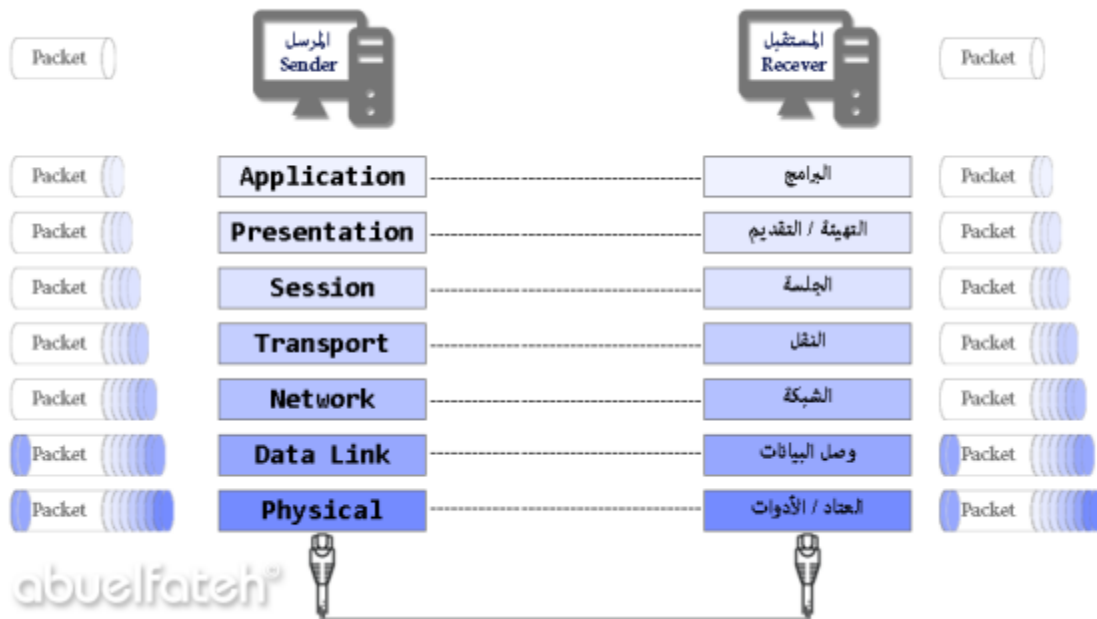 Packet
المرسل
Sender
المستقبل
Recever
Packet
Packet
Application
البرامج
Packet
Packet
Presentation
التهيئة / التقديم
Packet
Packet
Session
الجلسة
Packet
Packet
Transport
النقل
Packet
Packet
Network
الشبكة
Packet
Packet
Data Link
وصل البيانات
Packet
Packet
Physical
العتاد / الأدوات
Packet
abuelfateh